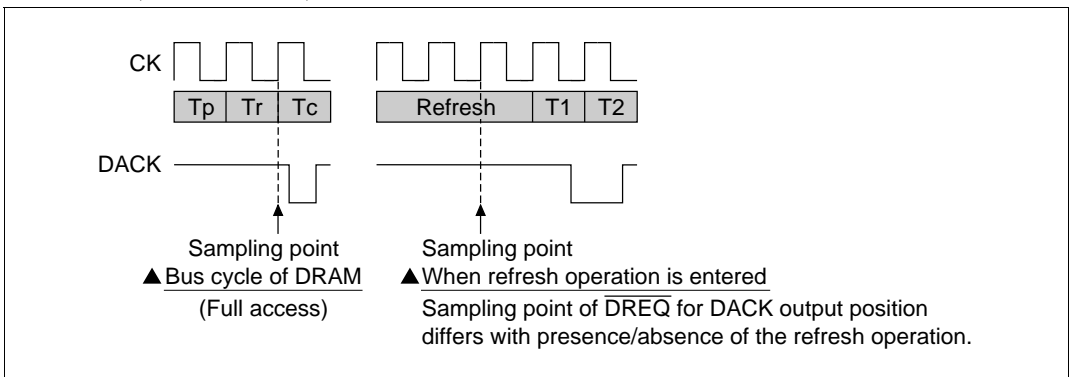 CK
Tp Tr Tc
Refresh T1 T2
DACK
Sampling point
▲Bus cycle of DRAM
(Full access)
Sampling point
▲When refresh operation is entered
Sampling point of D̅R̅E̅Q̅ for DACK output position
differs with presence/absence of the refresh operation.